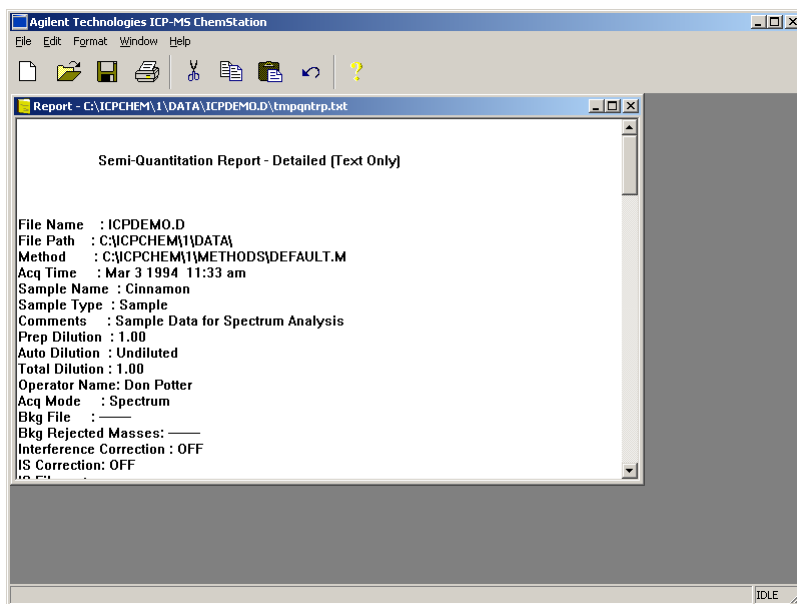 Agilent Technologies ICP-MS ChemStation
File Edit Format Window Help
Report - C:\ICPCHEM\1\DATA\ICPDEMO.D\tmpqntrp.txt
Semi-Quantitation Report - Detailed (Text Only)
File Name : ICPDEMO.D
File Path : C:\ICPCHEM\1\DATA\
Method : C:\ICPCHEM\1\METHODS\DEFAULT.M
Acq Time : Mar 3 1994 11:33 am
Sample Name : Cinnamon
Sample Type : Sample
Comments : Sample Data for Spectrum Analysis
Prep Dilution : 1.00
Auto Dilution : Undiluted
Total Dilution : 1.00
Operator Name: Don Potter
Acq Mode : Spectrum
Bkg File : ----
Bkg Rejected Masses: ----
Interference Correction : OFF
IS Correction: OFF
IDLE